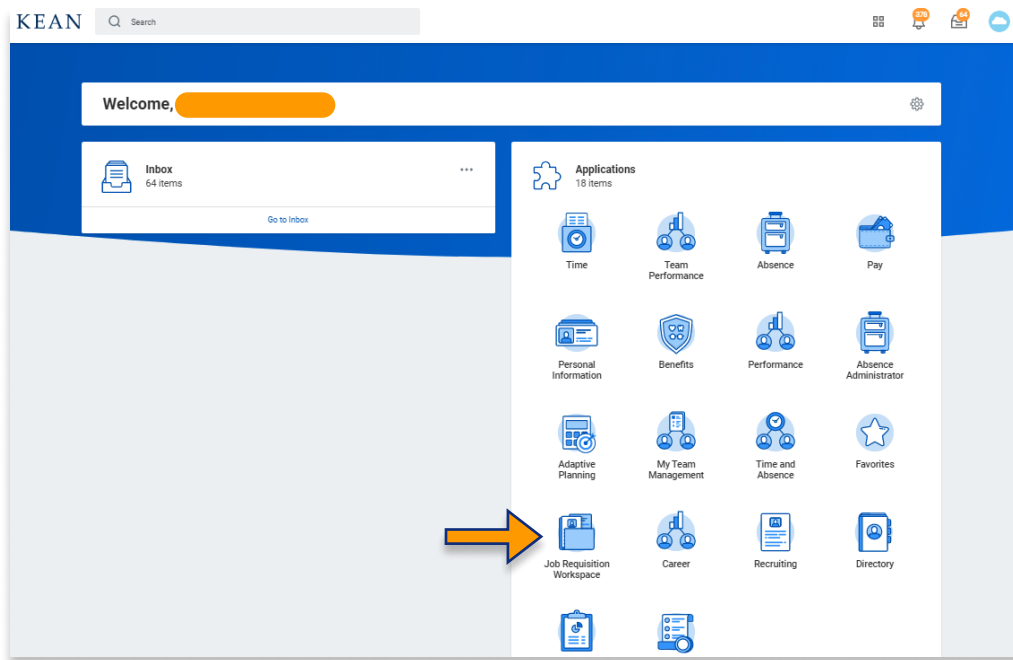 KEAN
Search
378
64
Welcome,
Inbox
64 items
Go to Inbox
Applications
18 items
Time
Team
Performance
Absence
Pay
Personal
Information
Benefits
Performance
Absence
Administrator
Adaptive
Planning
My Team
Management
Time and
Absence
Favorites
Job Requisition
Workspace
Career
Recruiting
Directory